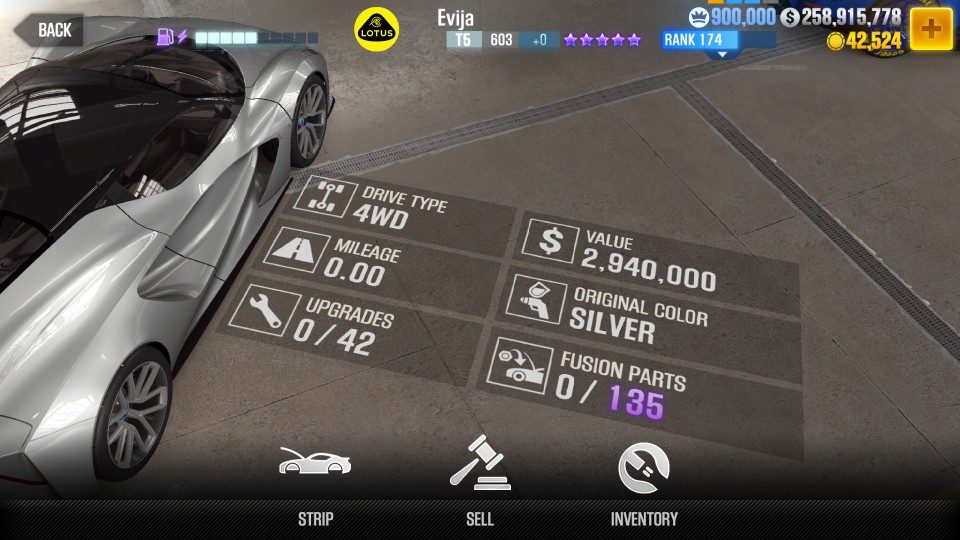 BACK
LOTUS
Evija
T5 603 +0
900,000
258,915,778
RANK 174
42,524
DRIVE TYPE
4WD
MILEAGE
0.00
UPGRADES
0 / 42
VALUE
2,940,000
ORIGINAL COLOR
SILVER
FUSION PARTS
0 / 135
STRIP
SELL
INVENTORY